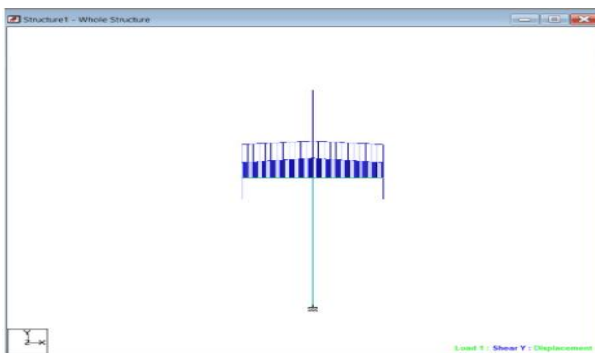 Structure1 - Whole Structure
Y
X
Z
Load 1 : Shear Y : Displacement